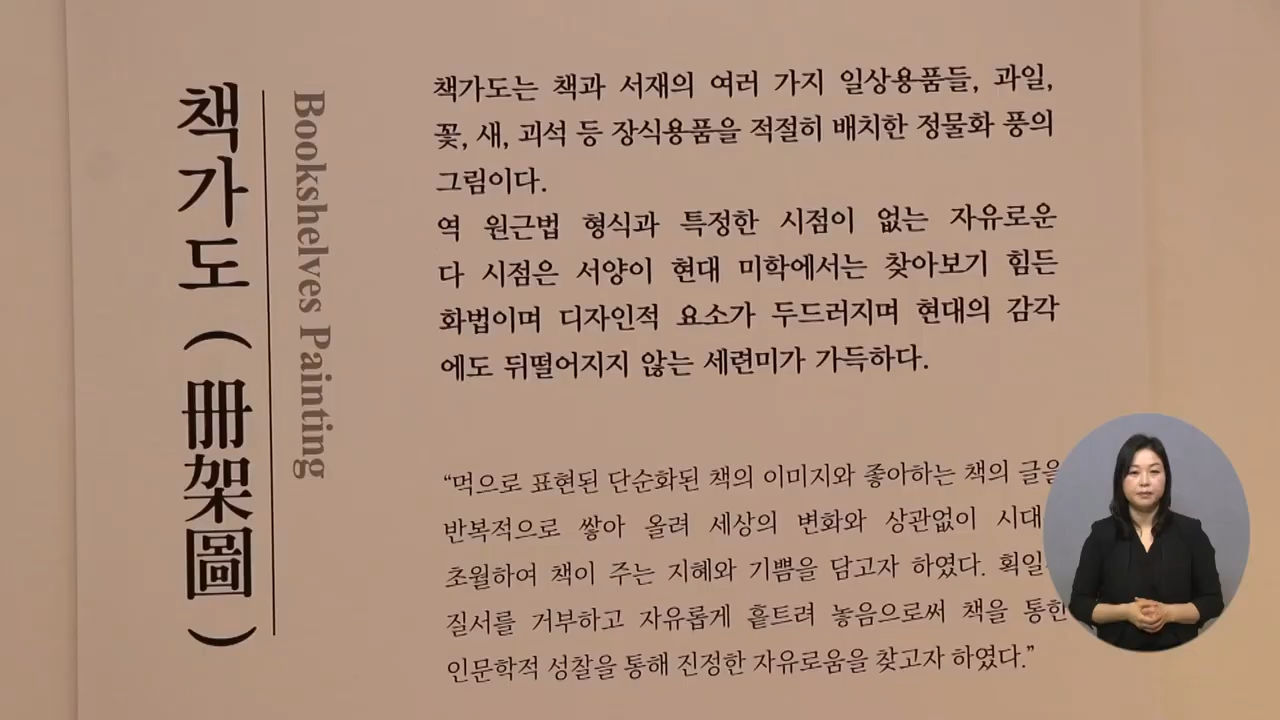 책가도 ( 冊架圖 )
Bookshelves Painting
책가도는 책과 서재의 여러 가지 일상용품들, 과일,
꽃, 새, 괴석 등 장식용품을 적절히 배치한 정물화 풍의
그림이다.
역 원근법 형식과 특정한 시점이 없는 자유로운
다 시점은 서양이 현대 미학에서는 찾아보기 힘든
화법이며 디자인적 요소가 두드러지며 현대의 감각
에도 뒤떨어지지 않는 세련미가 가득하다.
“먹으로 표현된 단순화된 책의 이미지와 좋아하는 책의 글을
반복적으로 쌓아 올려 세상의 변화와 상관없이 시대
초월하여 책이 주는 지혜와 기쁨을 담고자 하였다. 획일
질서를 거부하고 자유롭게 흩트려 놓음으로써 책을 통한
인문학적 성찰을 통해 진정한 자유로움을 찾고자 하였다.”